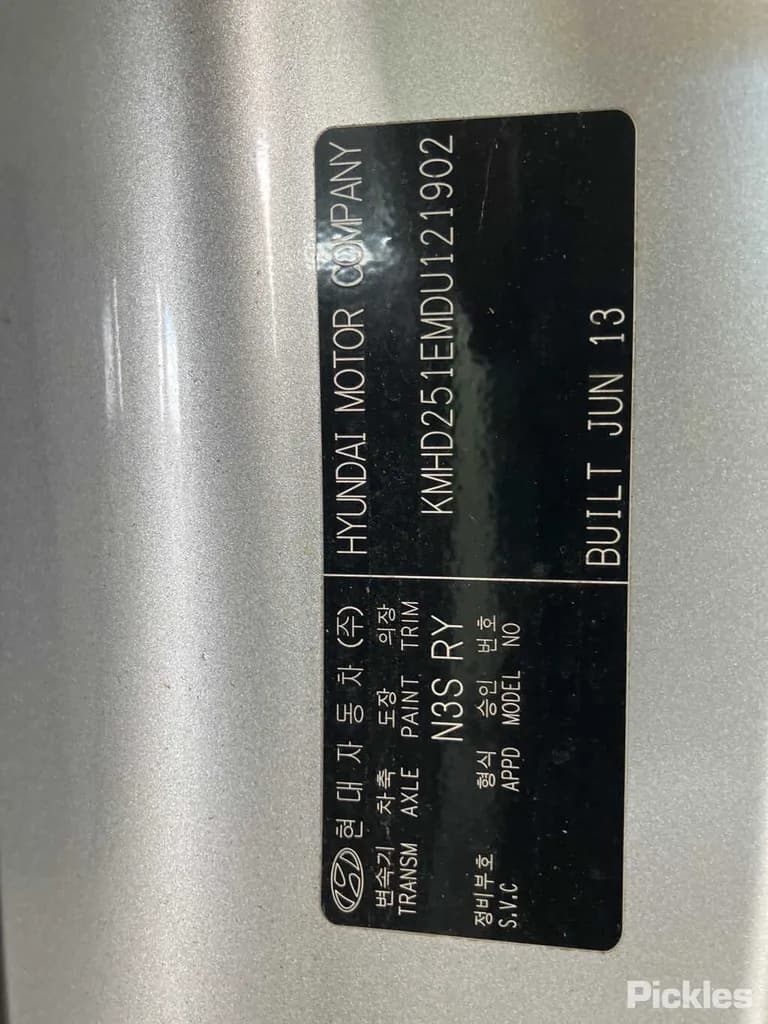 현대자동차(주) HYUNDAI MOTOR COMPANY
변속기 차축 도장 의장
TRANSM AXLE PAINT TRIM
KMHD251EMDU121902
N3S RY
정비부호 형식 승인 번호
S.V.C APPD MODEL NO
BUILT JUN 13
Pickles